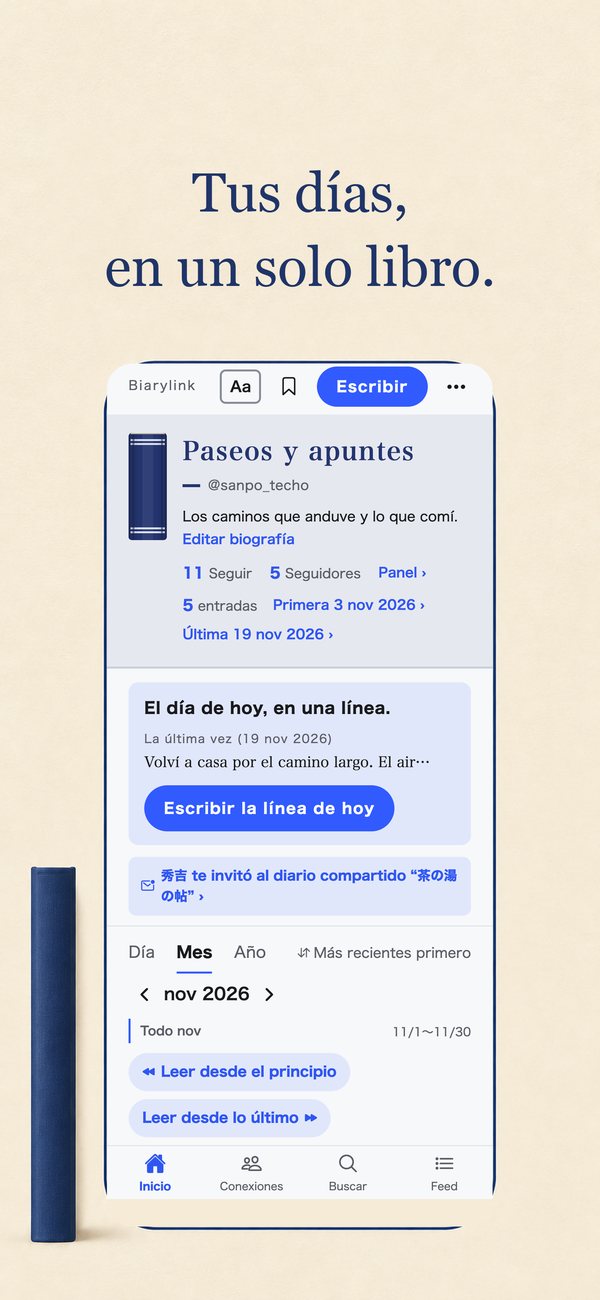 Tus días,
en un solo libro.
Biarylink
Aa
Escribir
Paseos y apuntes
@sanpo_techo
Los caminos que anduve y lo que comí.
Editar biografía
11 Seguir 5 Seguidores Panel ›
5 entradas Primera 3 nov 2026 ›
Última 19 nov 2026 ›
El día de hoy, en una línea.
La última vez (19 nov 2026)
Volví a casa por el camino largo. El air…
Escribir la línea de hoy
秀吉 te invitó al diario compartido “茶の湯
の帖” ›
Día Mes Año Más recientes primero
nov 2026
Todo nov 11/1～11/30
Leer desde el principio
Leer desde lo último
Inicio Conexiones Buscar Feed